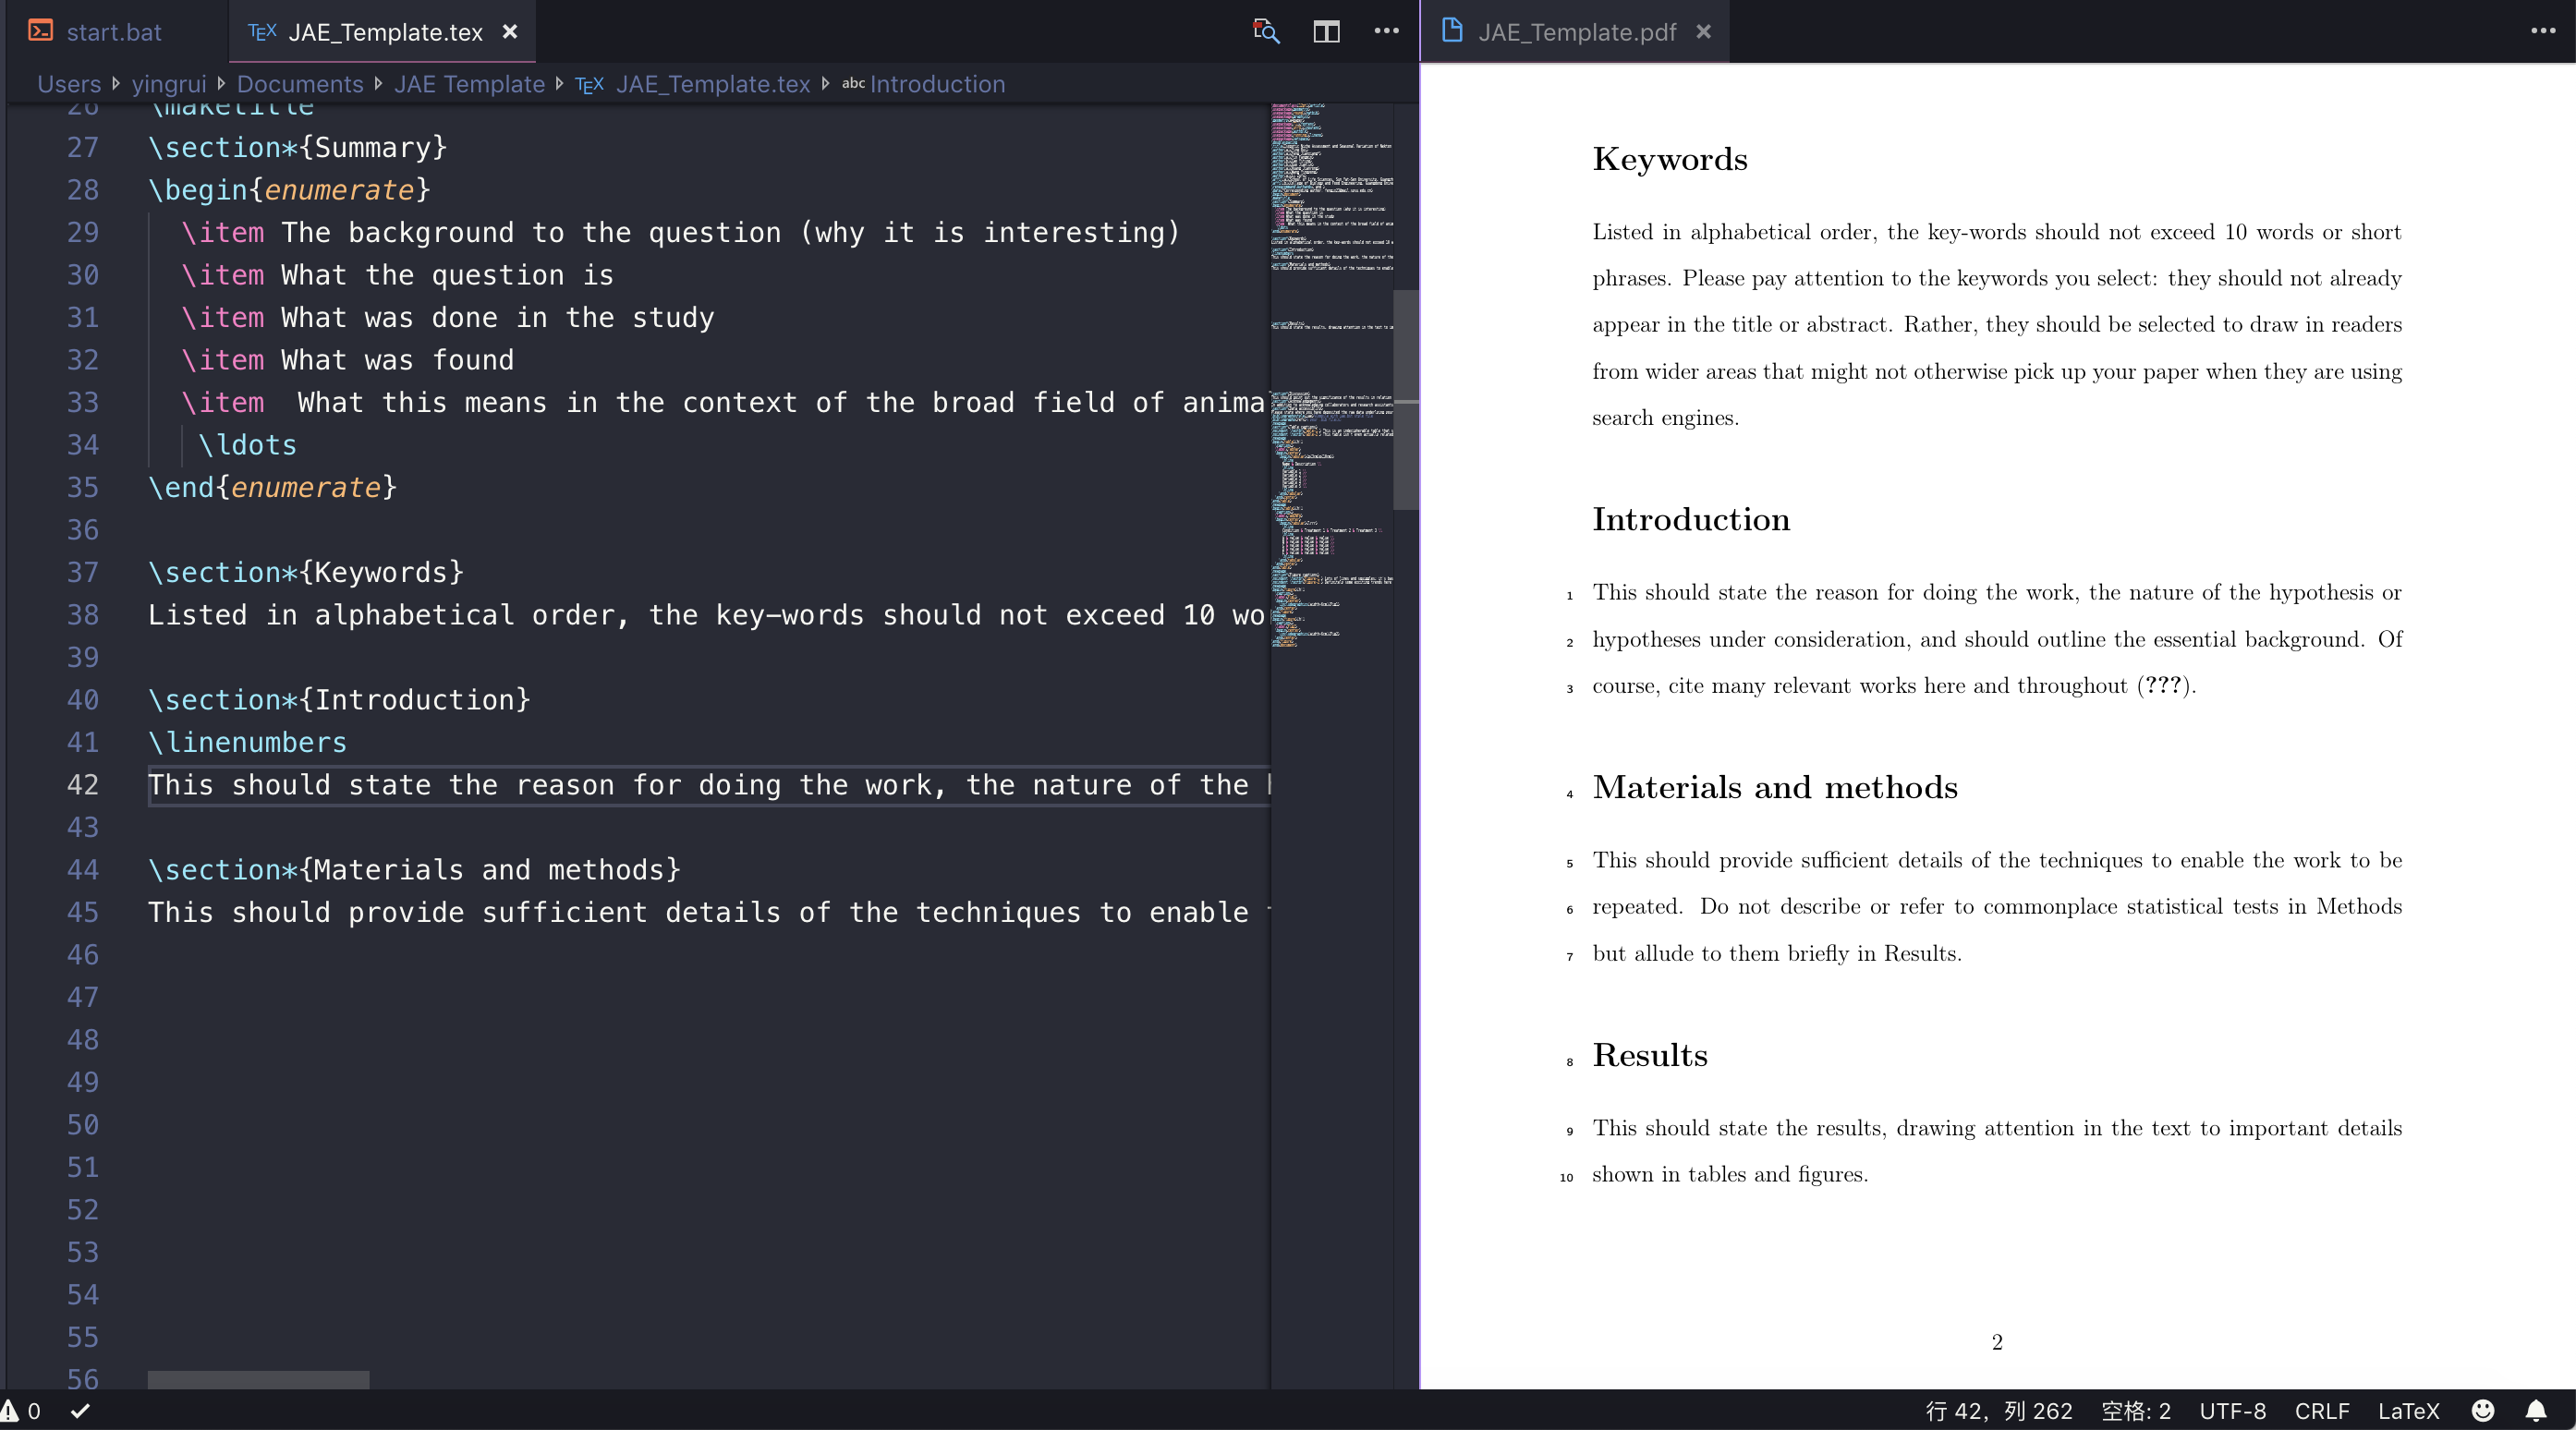 start.bat
TEX JAE_Template.tex ×
JAE_Template.pdf ×
Users yingrui Documents JAE Template TEX JAE_Template.tex abc Introduction
26 \maketitle
27 \section*{Summary}
28 \begin{enumerate}
29 \item The background to the question (why it is interesting)
30 \item What the question is
31 \item What was done in the study
32 \item What was found
33 \item  What this means in the context of the broad field of anima
34 \ldots
35 \end{enumerate}
36
37 \section*{Keywords}
38 Listed in alphabetical order, the key-words should not exceed 10 wo
39
40 \section*{Introduction}
41 \linenumbers
42 This should state the reason for doing the work, the nature of the
43
44 \section*{Materials and methods}
45 This should provide sufficient details of the techniques to enable
46
47
48
49
50
51
52
53
54
55
56
Keywords
Listed in alphabetical order, the key-words should not exceed 10 words or short
phrases. Please pay attention to the keywords you select: they should not already
appear in the title or abstract. Rather, they should be selected to draw in readers
from wider areas that might not otherwise pick up your paper when they are using
search engines.
Introduction
1 This should state the reason for doing the work, the nature of the hypothesis or
2 hypotheses under consideration, and should outline the essential background. Of
3 course, cite many relevant works here and throughout (???).
4 Materials and methods
5 This should provide sufficient details of the techniques to enable the work to be
6 repeated. Do not describe or refer to commonplace statistical tests in Methods
7 but allude to them briefly in Results.
8 Results
9 This should state the results, drawing attention in the text to important details
10 shown in tables and figures.
2
0
行 42，列 262 空格: 2 UTF-8 CRLF LaTeX